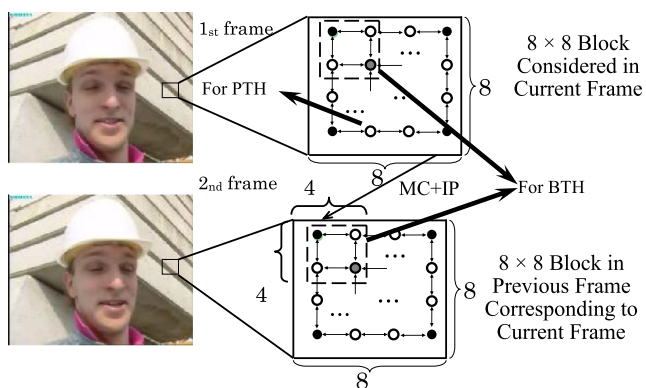 1st frame
8 × 8 Block
Considered in
Current Frame
For PTH
8
8
2nd frame
4
MC+IP
For BTH
4
8
8 × 8 Block in
Previous Frame
Corresponding to
Current Frame
8